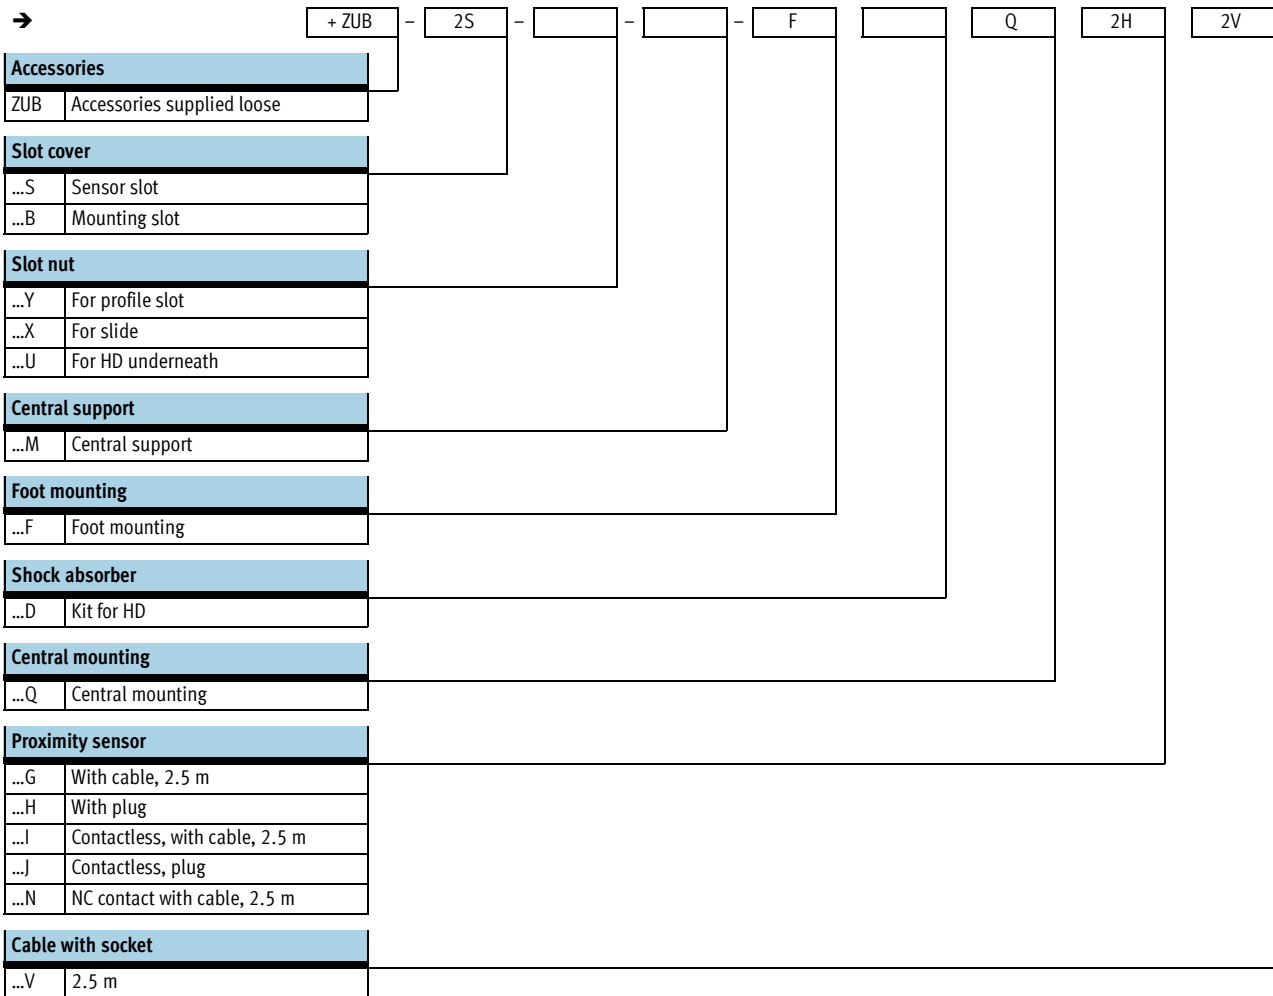 ➔ + ZUB – 2S – – – F Q 2H 2V
Accessories
ZUB Accessories supplied loose
Slot cover
...S Sensor slot
...B Mounting slot
Slot nut
...Y For profile slot
...X For slide
...U For HD underneath
Central support
...M Central support
Foot mounting
...F Foot mounting
Shock absorber
...D Kit for HD
Central mounting
...Q Central mounting
Proximity sensor
...G With cable, 2.5 m
...H With plug
...I Contactless, with cable, 2.5 m
...J Contactless, plug
...N NC contact with cable, 2.5 m
Cable with socket
...V 2.5 m